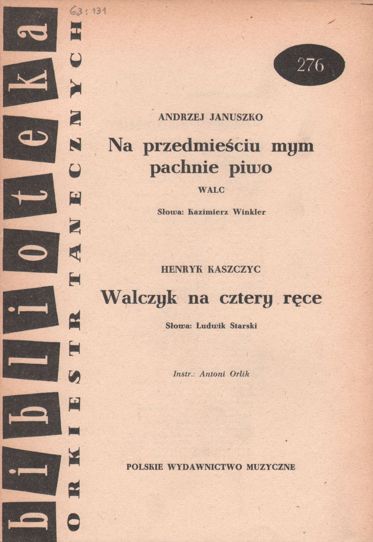 63:131
biblioteka
ORKIESTR TANECZNYCH
276
ANDRZEJ JANUSZKO
Na przedmieściu mym
pachnie piwo
WALC
Słowa: Kazimierz Winkler
HENRYK KASZCZYC
Walczyk na cztery ręce
Słowa: Ludwik Starski
Instr.: Antoni Orlik
POLSKIE WYDAWNICTWO MUZYCZNE